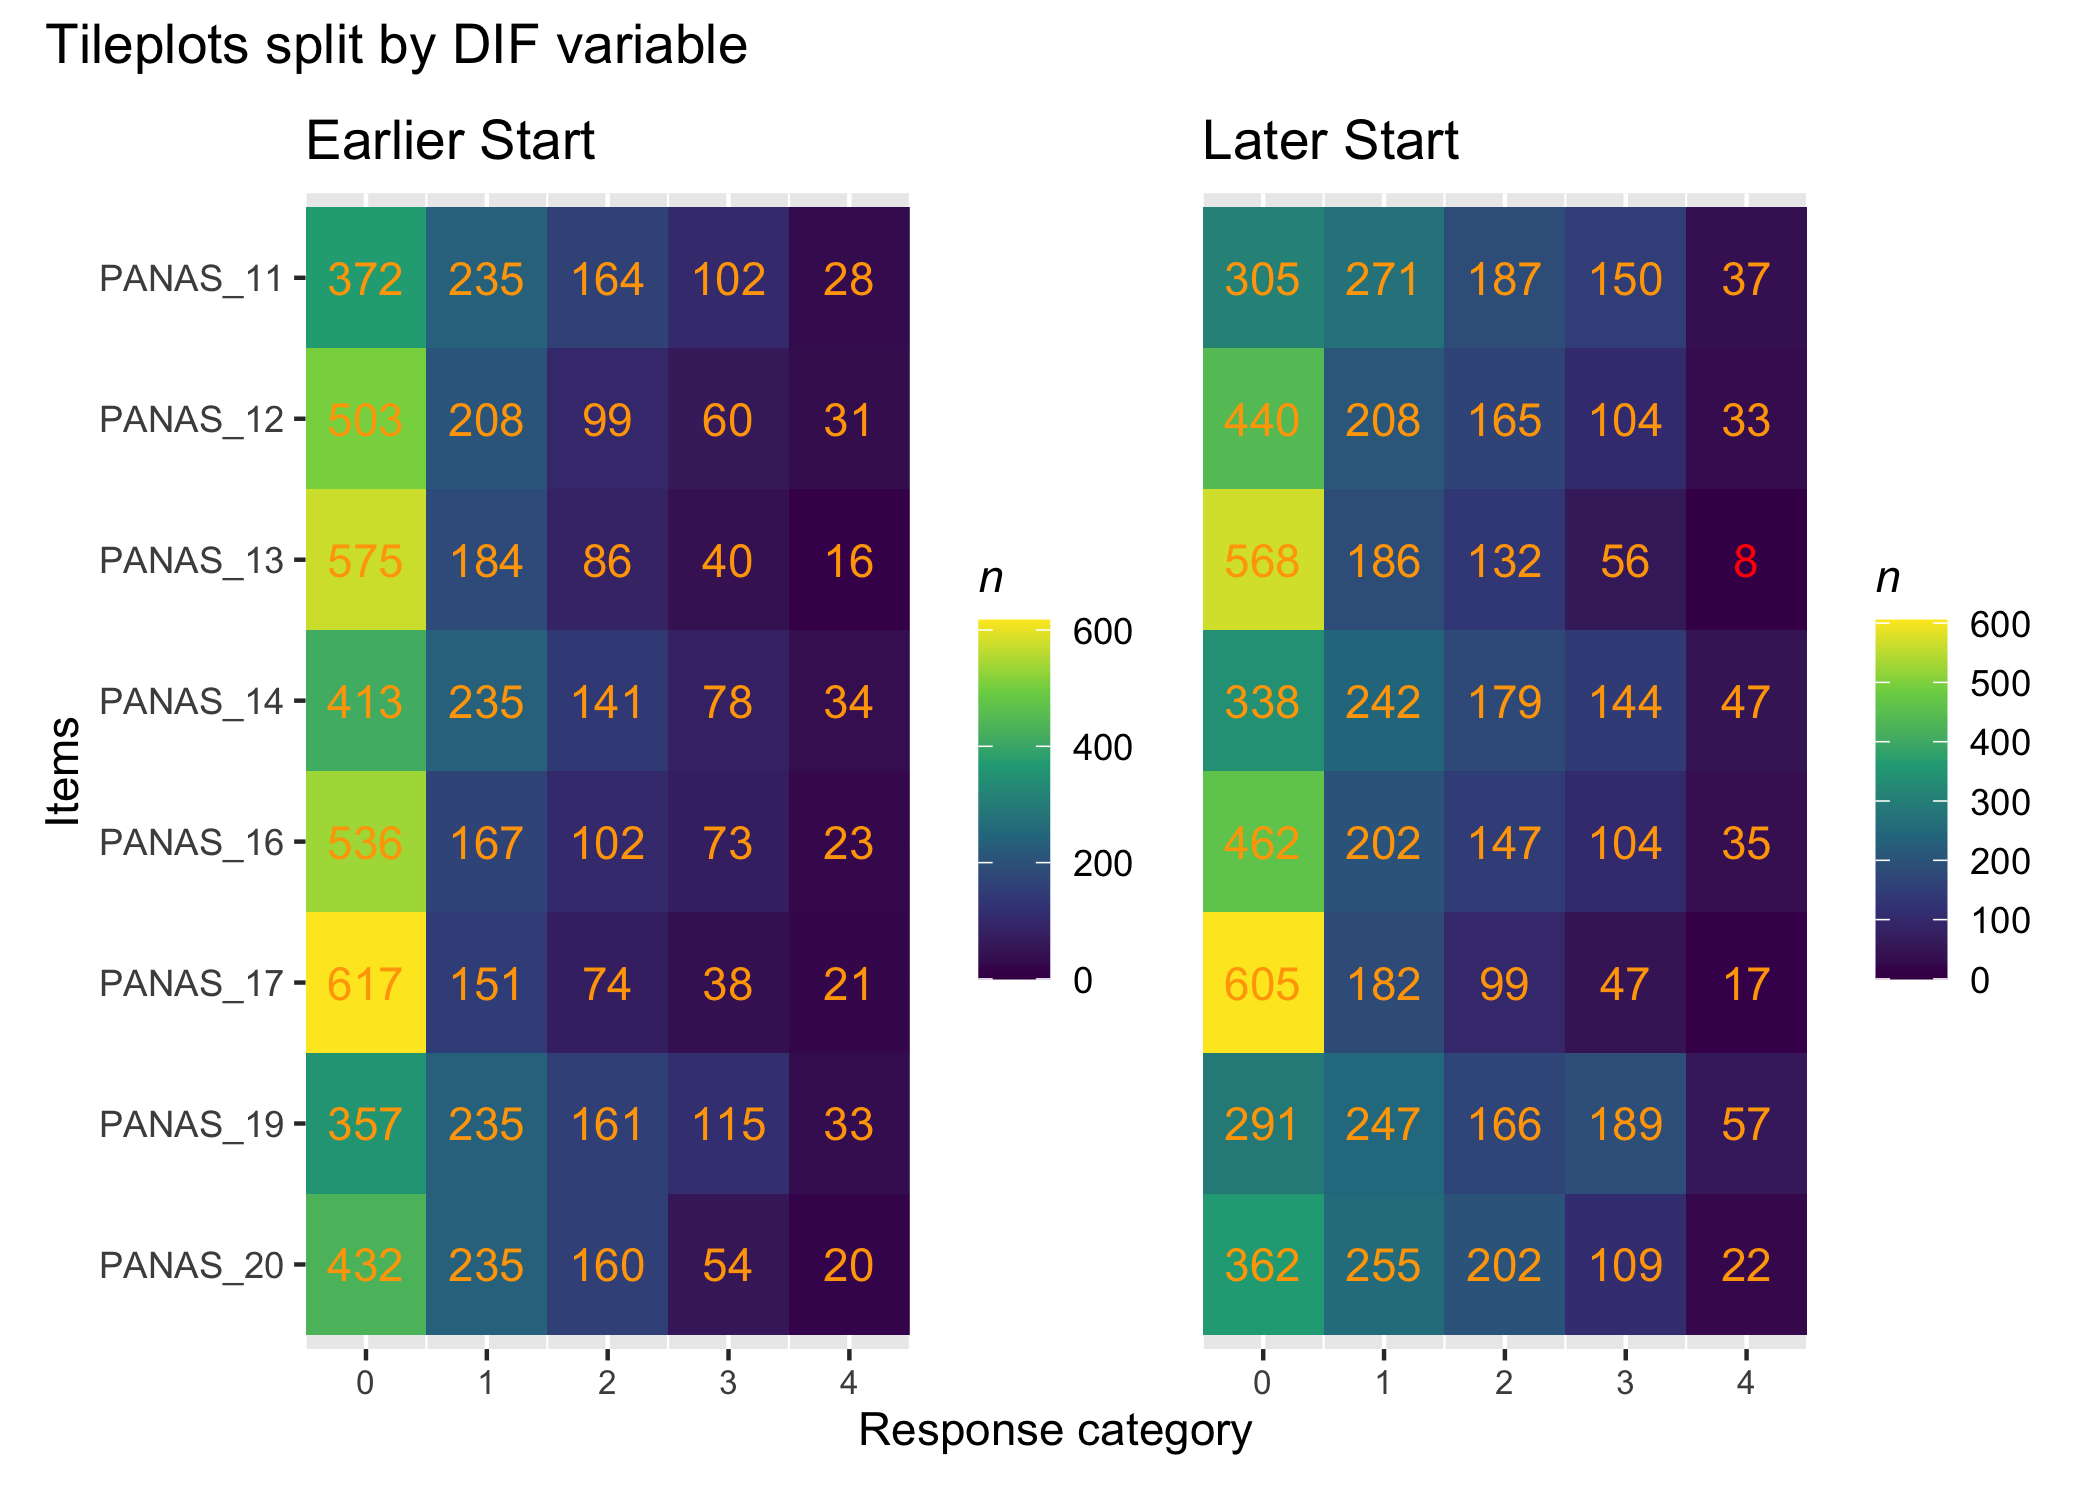 Tileplots split by DIF variable
Earlier Start
Later Start
Items
PANAS_11 372 235 164 102 28 305 271 187 150 37
PANAS_12 503 208 99 60 31 440 208 165 104 33
PANAS_13 575 184 86 40 16 568 186 132 56 8
PANAS_14 413 235 141 78 34 338 242 179 144 47
PANAS_16 536 167 102 73 23 462 202 147 104 35
PANAS_17 617 151 74 38 21 605 182 99 47 17
PANAS_19 357 235 161 115 33 291 247 166 189 57
PANAS_20 432 235 160 54 20 362 255 202 109 22
0 1 2 3 4
0 1 2 3 4
Response category
n
600
400
200
0
n
600
500
400
300
200
100
0